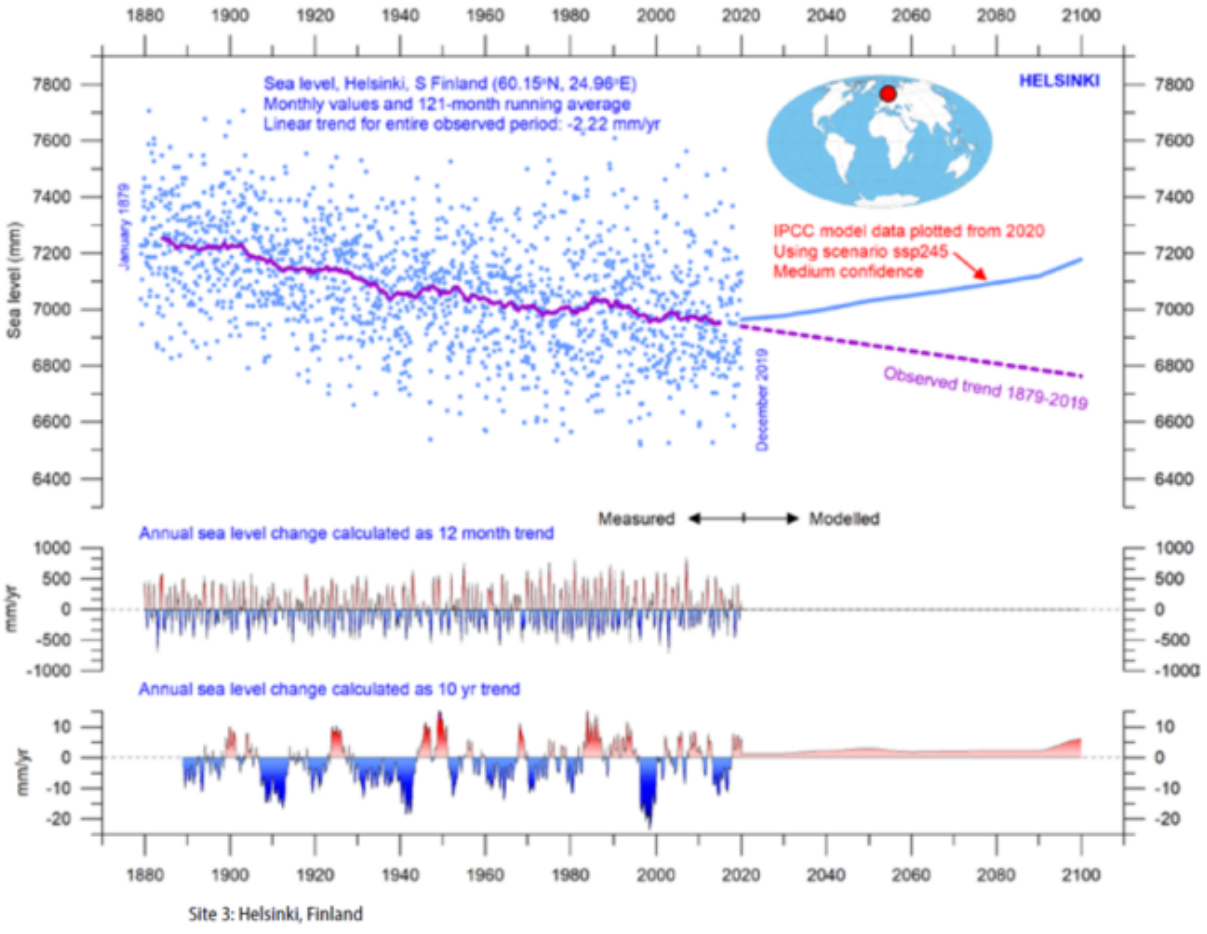 1880 1900 1920 1940 1960 1980 2000 2020 2040 2060 2080 2100
Sea level, Helsinki, S Finland (60.15ºN, 24.96ºE)
Monthly values and 121-month running average
Linear trend for entire observed period: -2.22 mm/yr
HELSINKI
7800 7800
7600 7600
7400 7400
7200 7200
7000 7000
6800 6800
6600 6600
6400 6400
Sea level (mm)
January 1879
IPCC model data plotted from 2020
Using scenario ssp245
Medium confidence
December 2019
Observed trend 1879-2019
Measured Modelled
Annual sea level change calculated as 12 month trend
1000 1000
500 500
0 0
-500 -500
-1000 -1000
mm/yr
Annual sea level change calculated as 10 yr trend
10 10
0 0
-10 -10
-20 -20
mm/yr
1880 1900 1920 1940 1960 1980 2000 2020 2040 2060 2080 2100
Site 3: Helsinki, Finland